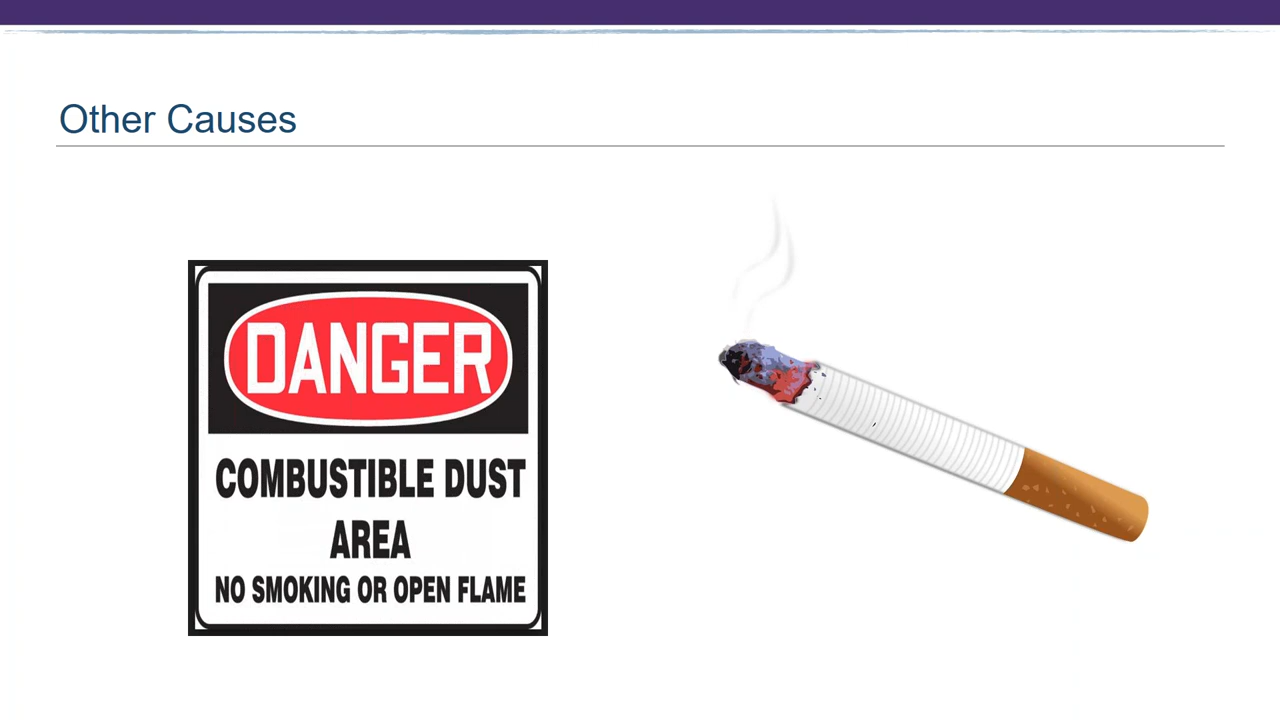 Other Causes
DANGER
COMBUSTIBLE DUST
AREA
NO SMOKING OR OPEN FLAME